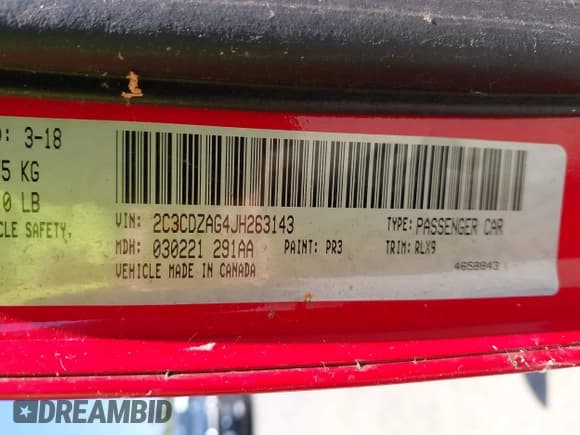 : 3-18
5 KG
0 LB
CLE SAFETY,
VIN: 2C3CDZAG4JH263143
TYPE: PASSENGER CAR
MDH: 030221 291AA PAINT: PR3 TRIM: RLX9
VEHICLE MADE IN CANADA
4658843
DREAMBID